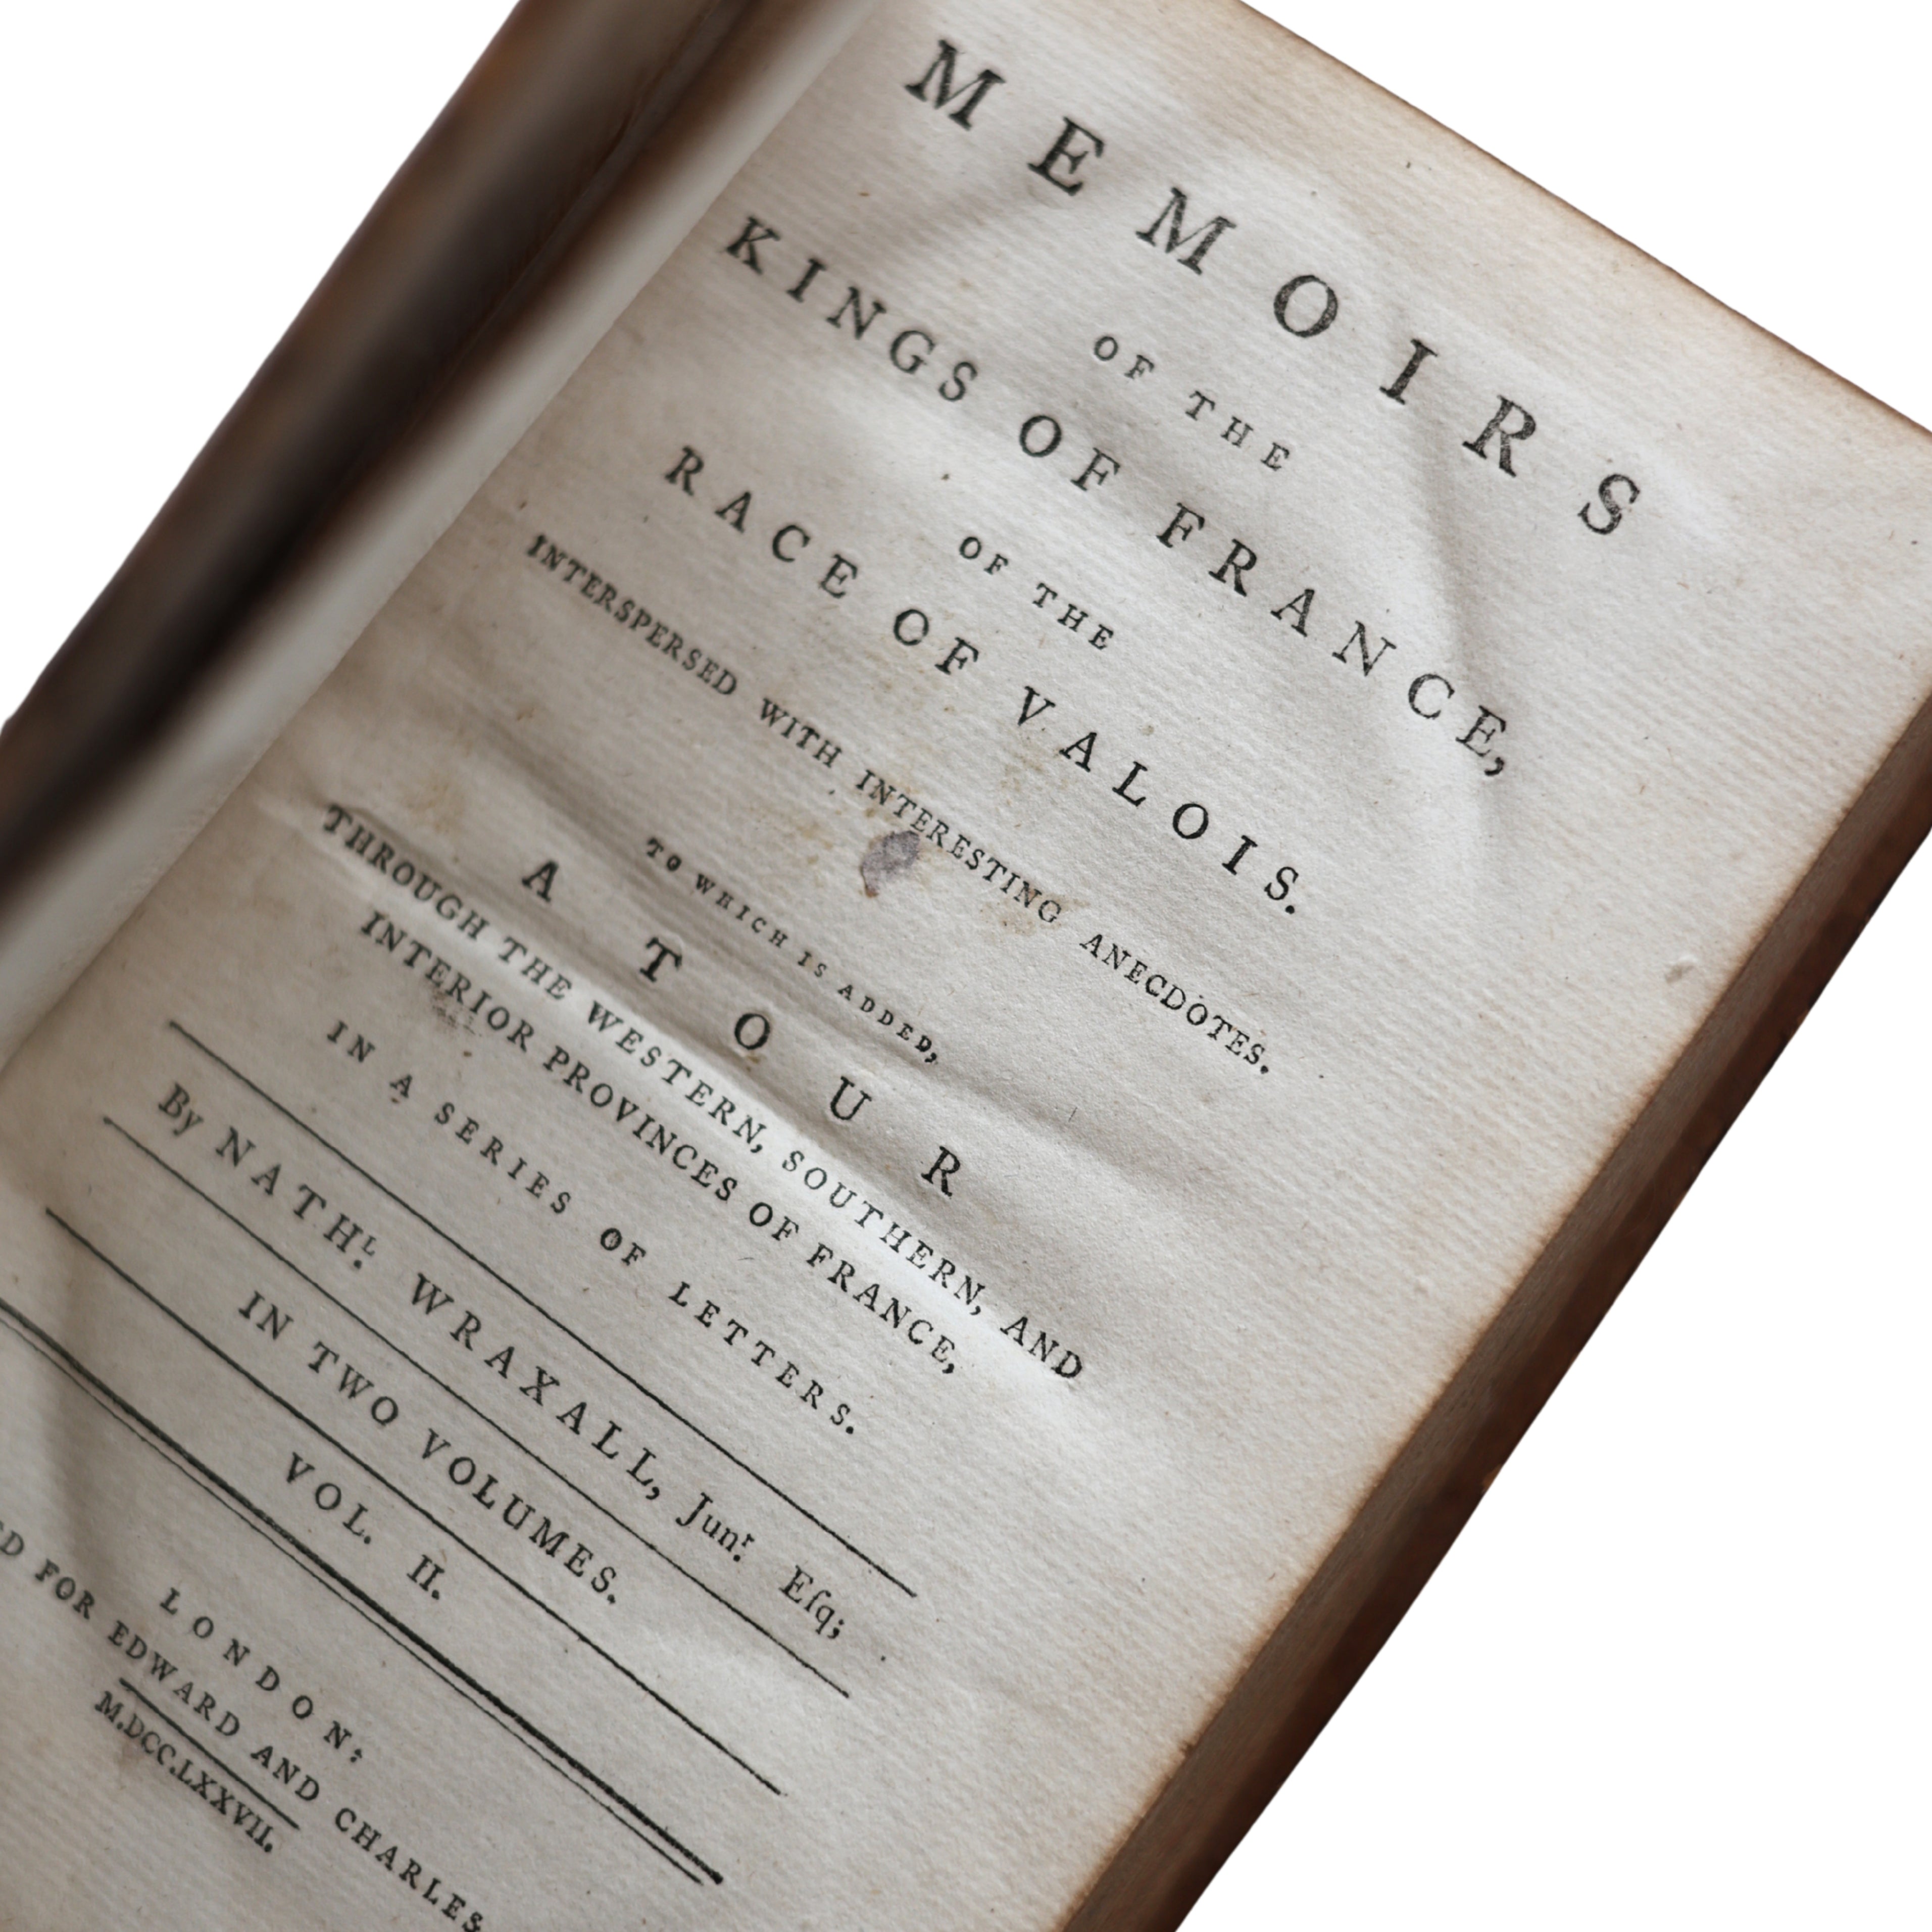 MEMOIRS
OF THE
KINGS OF FRANCE,
OF THE
RACE OF VALOIS.
INTERSPERSED WITH INTERESTING ANECDOTES.
TO WHICH IS ADDED,
A TOUR
THROUGH THE WESTERN, SOUTHERN, AND
INTERIOR PROVINCES OF FRANCE,
IN A SERIES OF LETTERS.
By NATHL. WRAXALL, Junr. Eſq;
IN TWO VOLUMES.
VOL. II.
LONDON:
FOR EDWARD AND CHARLES
M.DCC.LXXVII.